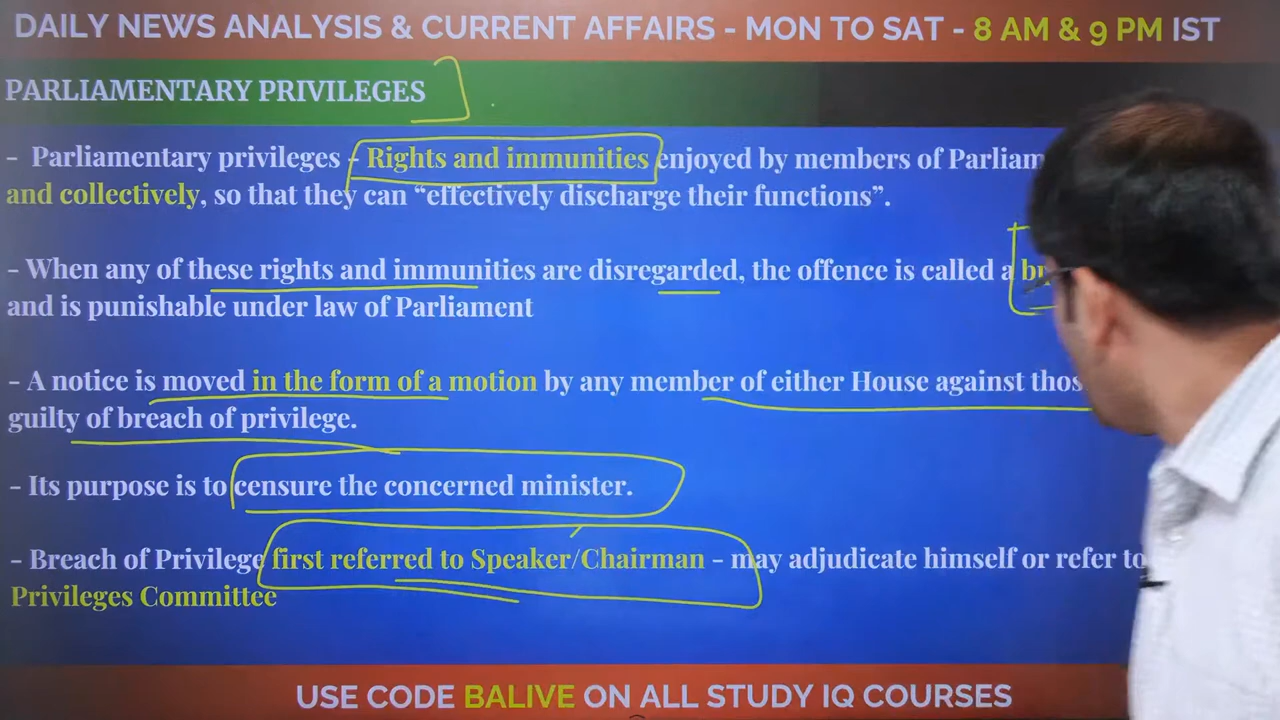 DAILY NEWS ANALYSIS & CURRENT AFFAIRS - MON TO SAT - 8 AM & 9 PM IST
PARLIAMENTARY PRIVILEGES
- Parliamentary privileges - Rights and immunities enjoyed by members of Parliam
and collectively, so that they can “effectively discharge their functions”.
- When any of these rights and immunities are disregarded, the offence is called a
and is punishable under law of Parliament
- A notice is moved in the form of a motion by any member of either House against thos
guilty of breach of privilege.
- Its purpose is to censure the concerned minister.
- Breach of Privilege first referred to Speaker/Chairman - may adjudicate himself or refer to
Privileges Committee
USE CODE BALIVE ON ALL STUDY IQ COURSES